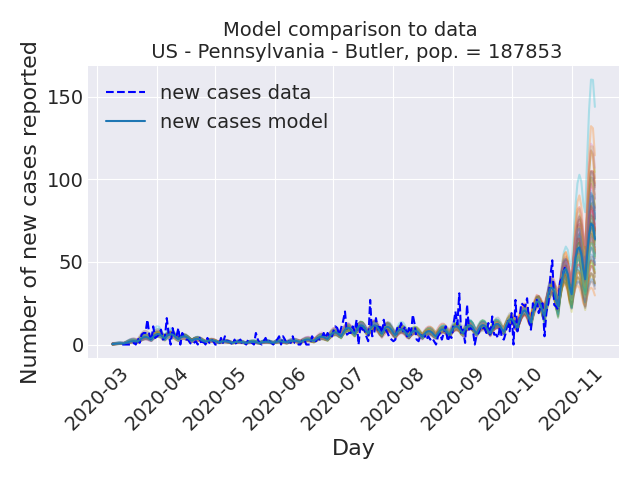 Model comparison to data
US - Pennsylvania - Butler, pop. = 187853
Number of new cases reported
150
100
50
0
new cases data
new cases model
2020-03
2020-04
2020-05
2020-06
2020-07
2020-08
2020-09
2020-10
2020-11
Day